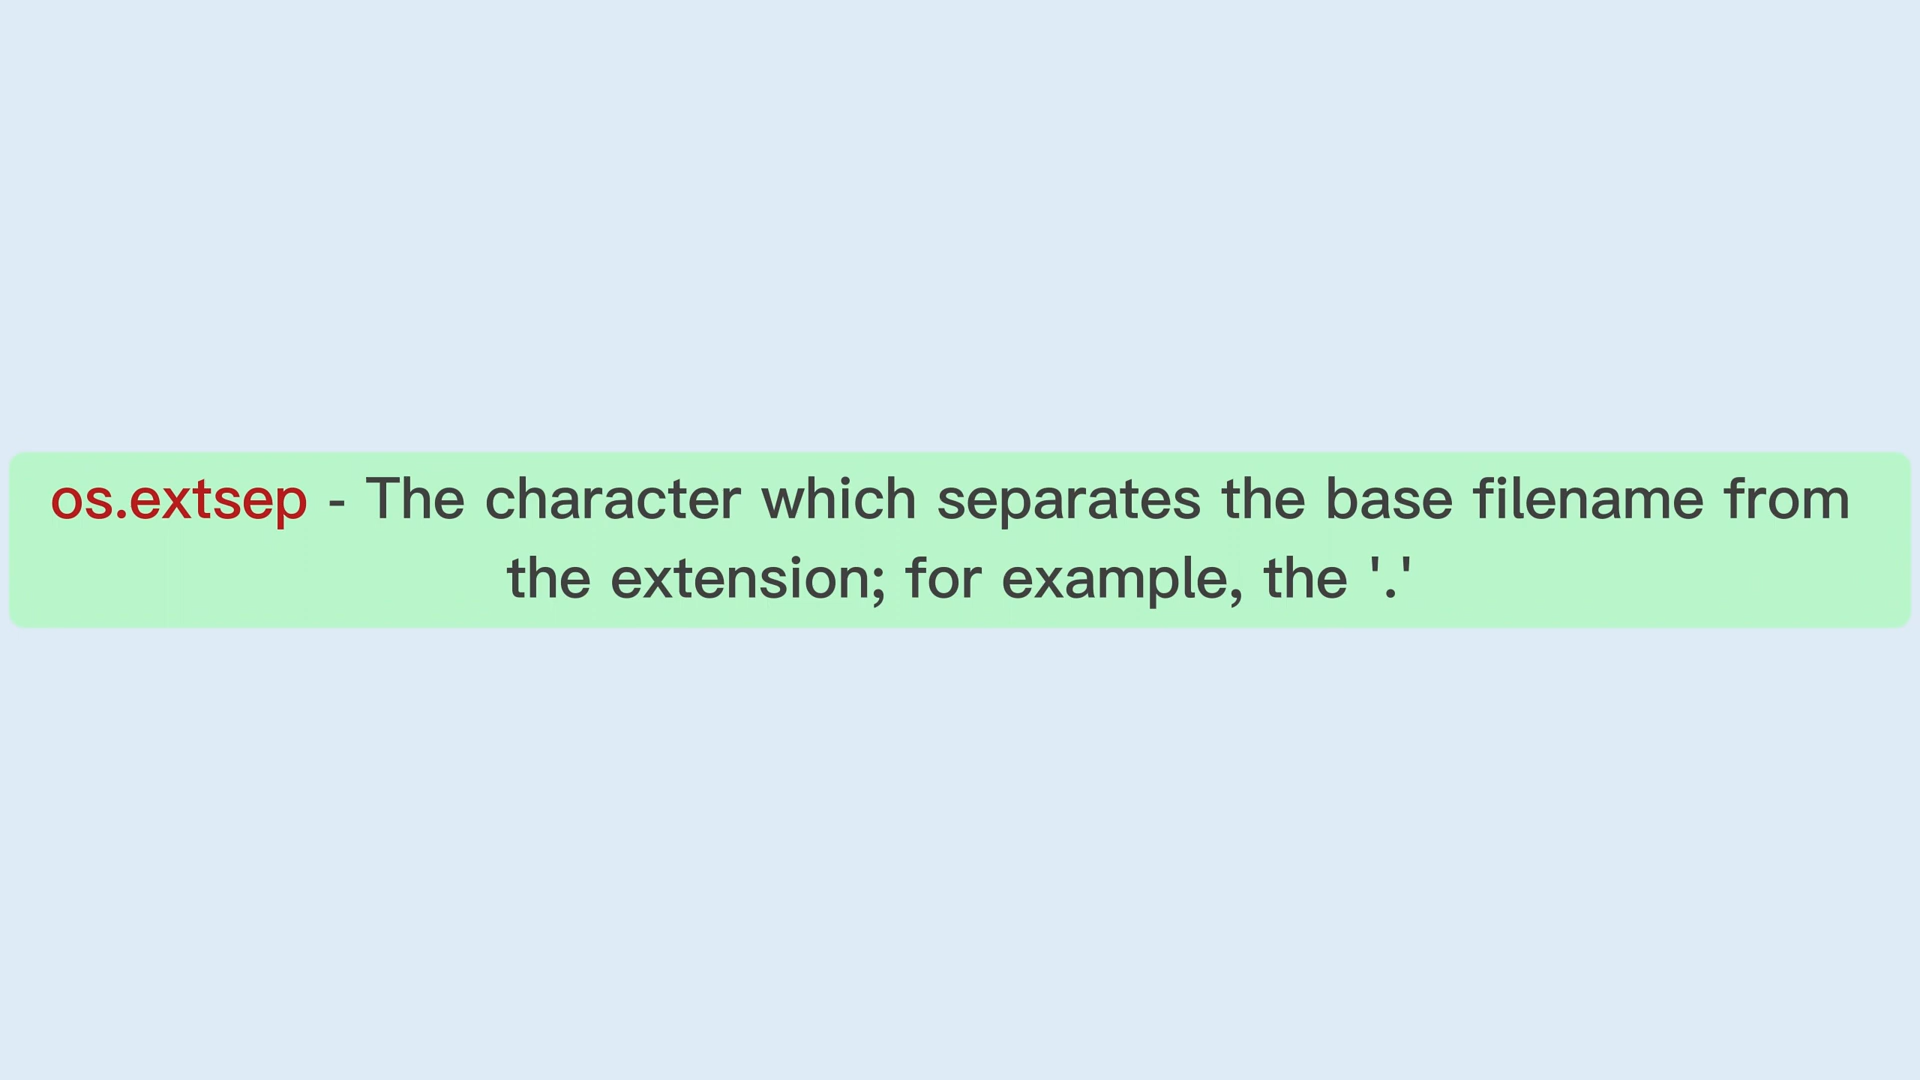 os.extsep - The character which separates the base filename from
the extension; for example, the '.'